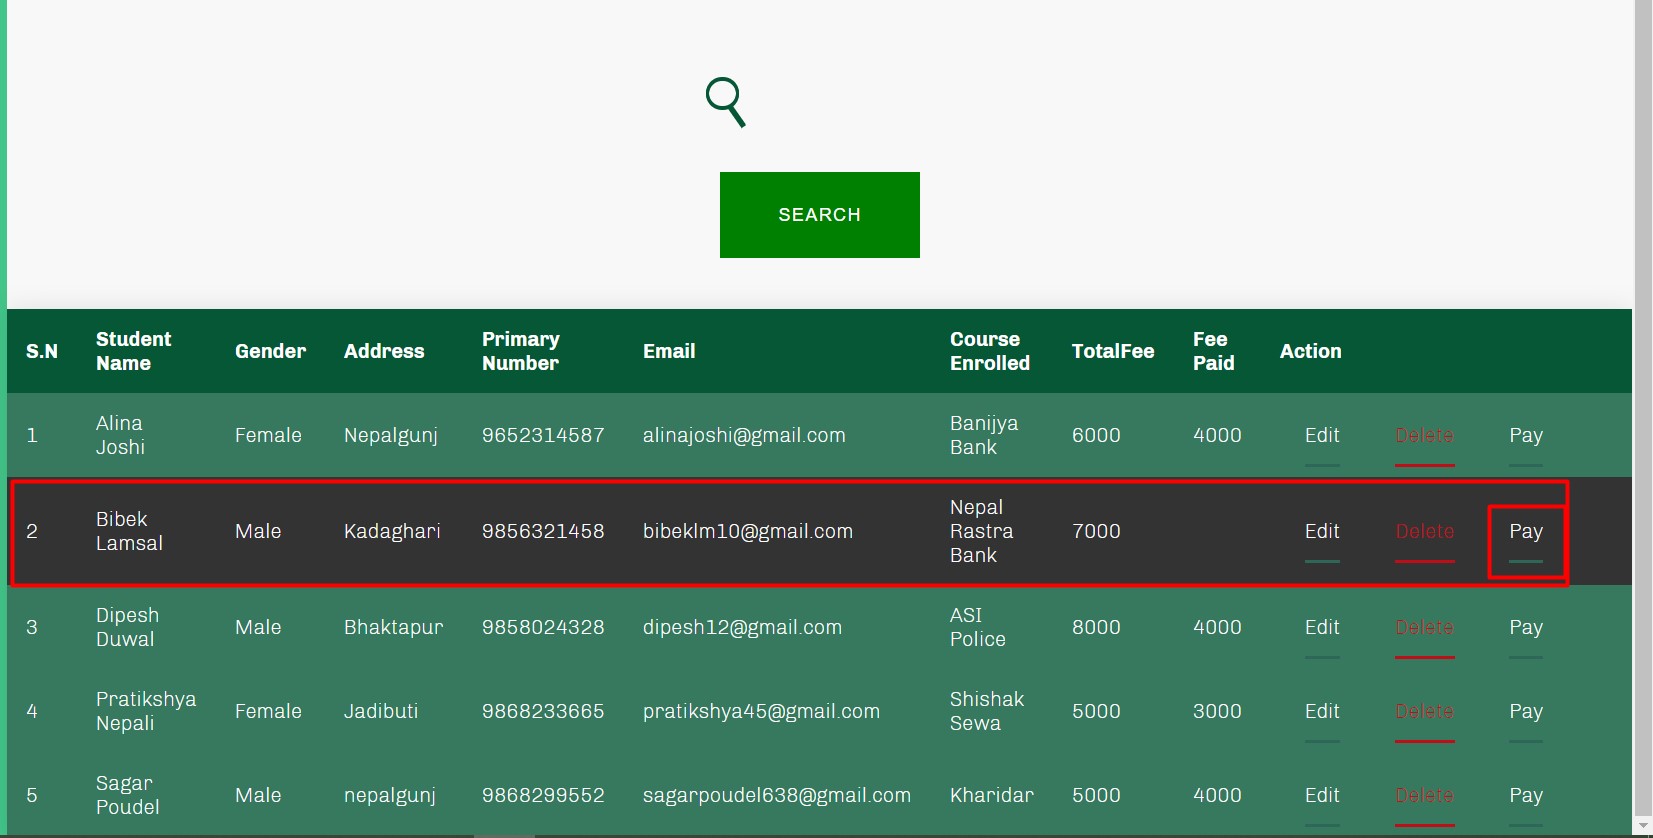 SEARCH
S.N Student Name Gender Address Primary Number Email Course Enrolled TotalFee Fee Paid Action
1 Alina Joshi Female Nepalgunj 9652314587 alinajoshi@gmail.com Banijya Bank 6000 4000 Edit Delete Pay
2 Bibek Lamsal Male Kadaghari 9856321458 bibeklm10@gmail.com Nepal Rastra Bank 7000 Edit Delete Pay
3 Dipesh Duwal Male Bhaktapur 9858024328 dipesh12@gmail.com ASI Police 8000 4000 Edit Delete Pay
4 Pratikshya Nepali Female Jadibuti 9868233665 pratikshya45@gmail.com Shishak Sewa 5000 3000 Edit Delete Pay
5 Sagar Poudel Male nepalgunj 9868299552 sagarpoudel638@gmail.com Kharidar 5000 4000 Edit Delete Pay